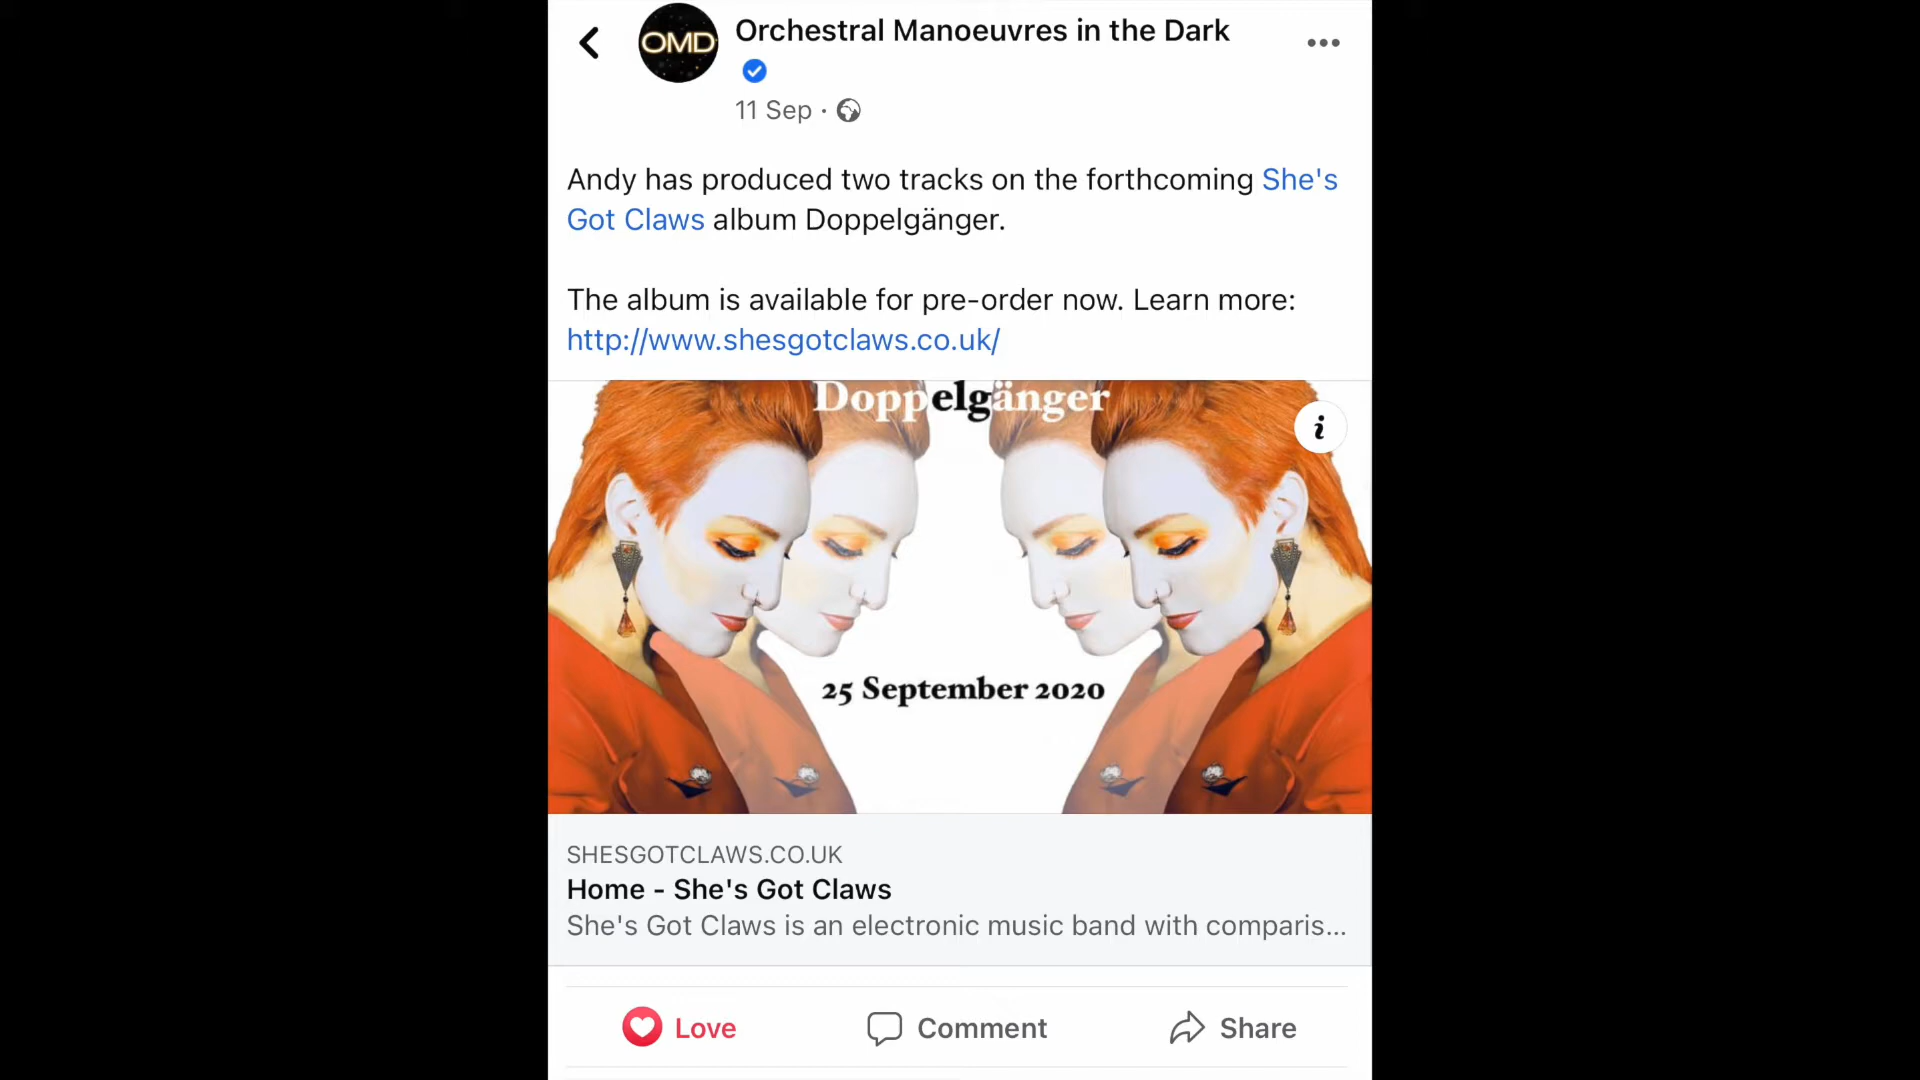 OMD
Orchestral Manoeuvres in the Dark
11 Sep ·
Andy has produced two tracks on the forthcoming She's
Got Claws album Doppelgänger.
The album is available for pre-order now. Learn more:
http://www.shesgotclaws.co.uk/
Doppelgänger
i
25 September 2020
SHESGOTCLAWS.CO.UK
Home - She's Got Claws
She's Got Claws is an electronic music band with comparis...
Love
Comment
Share